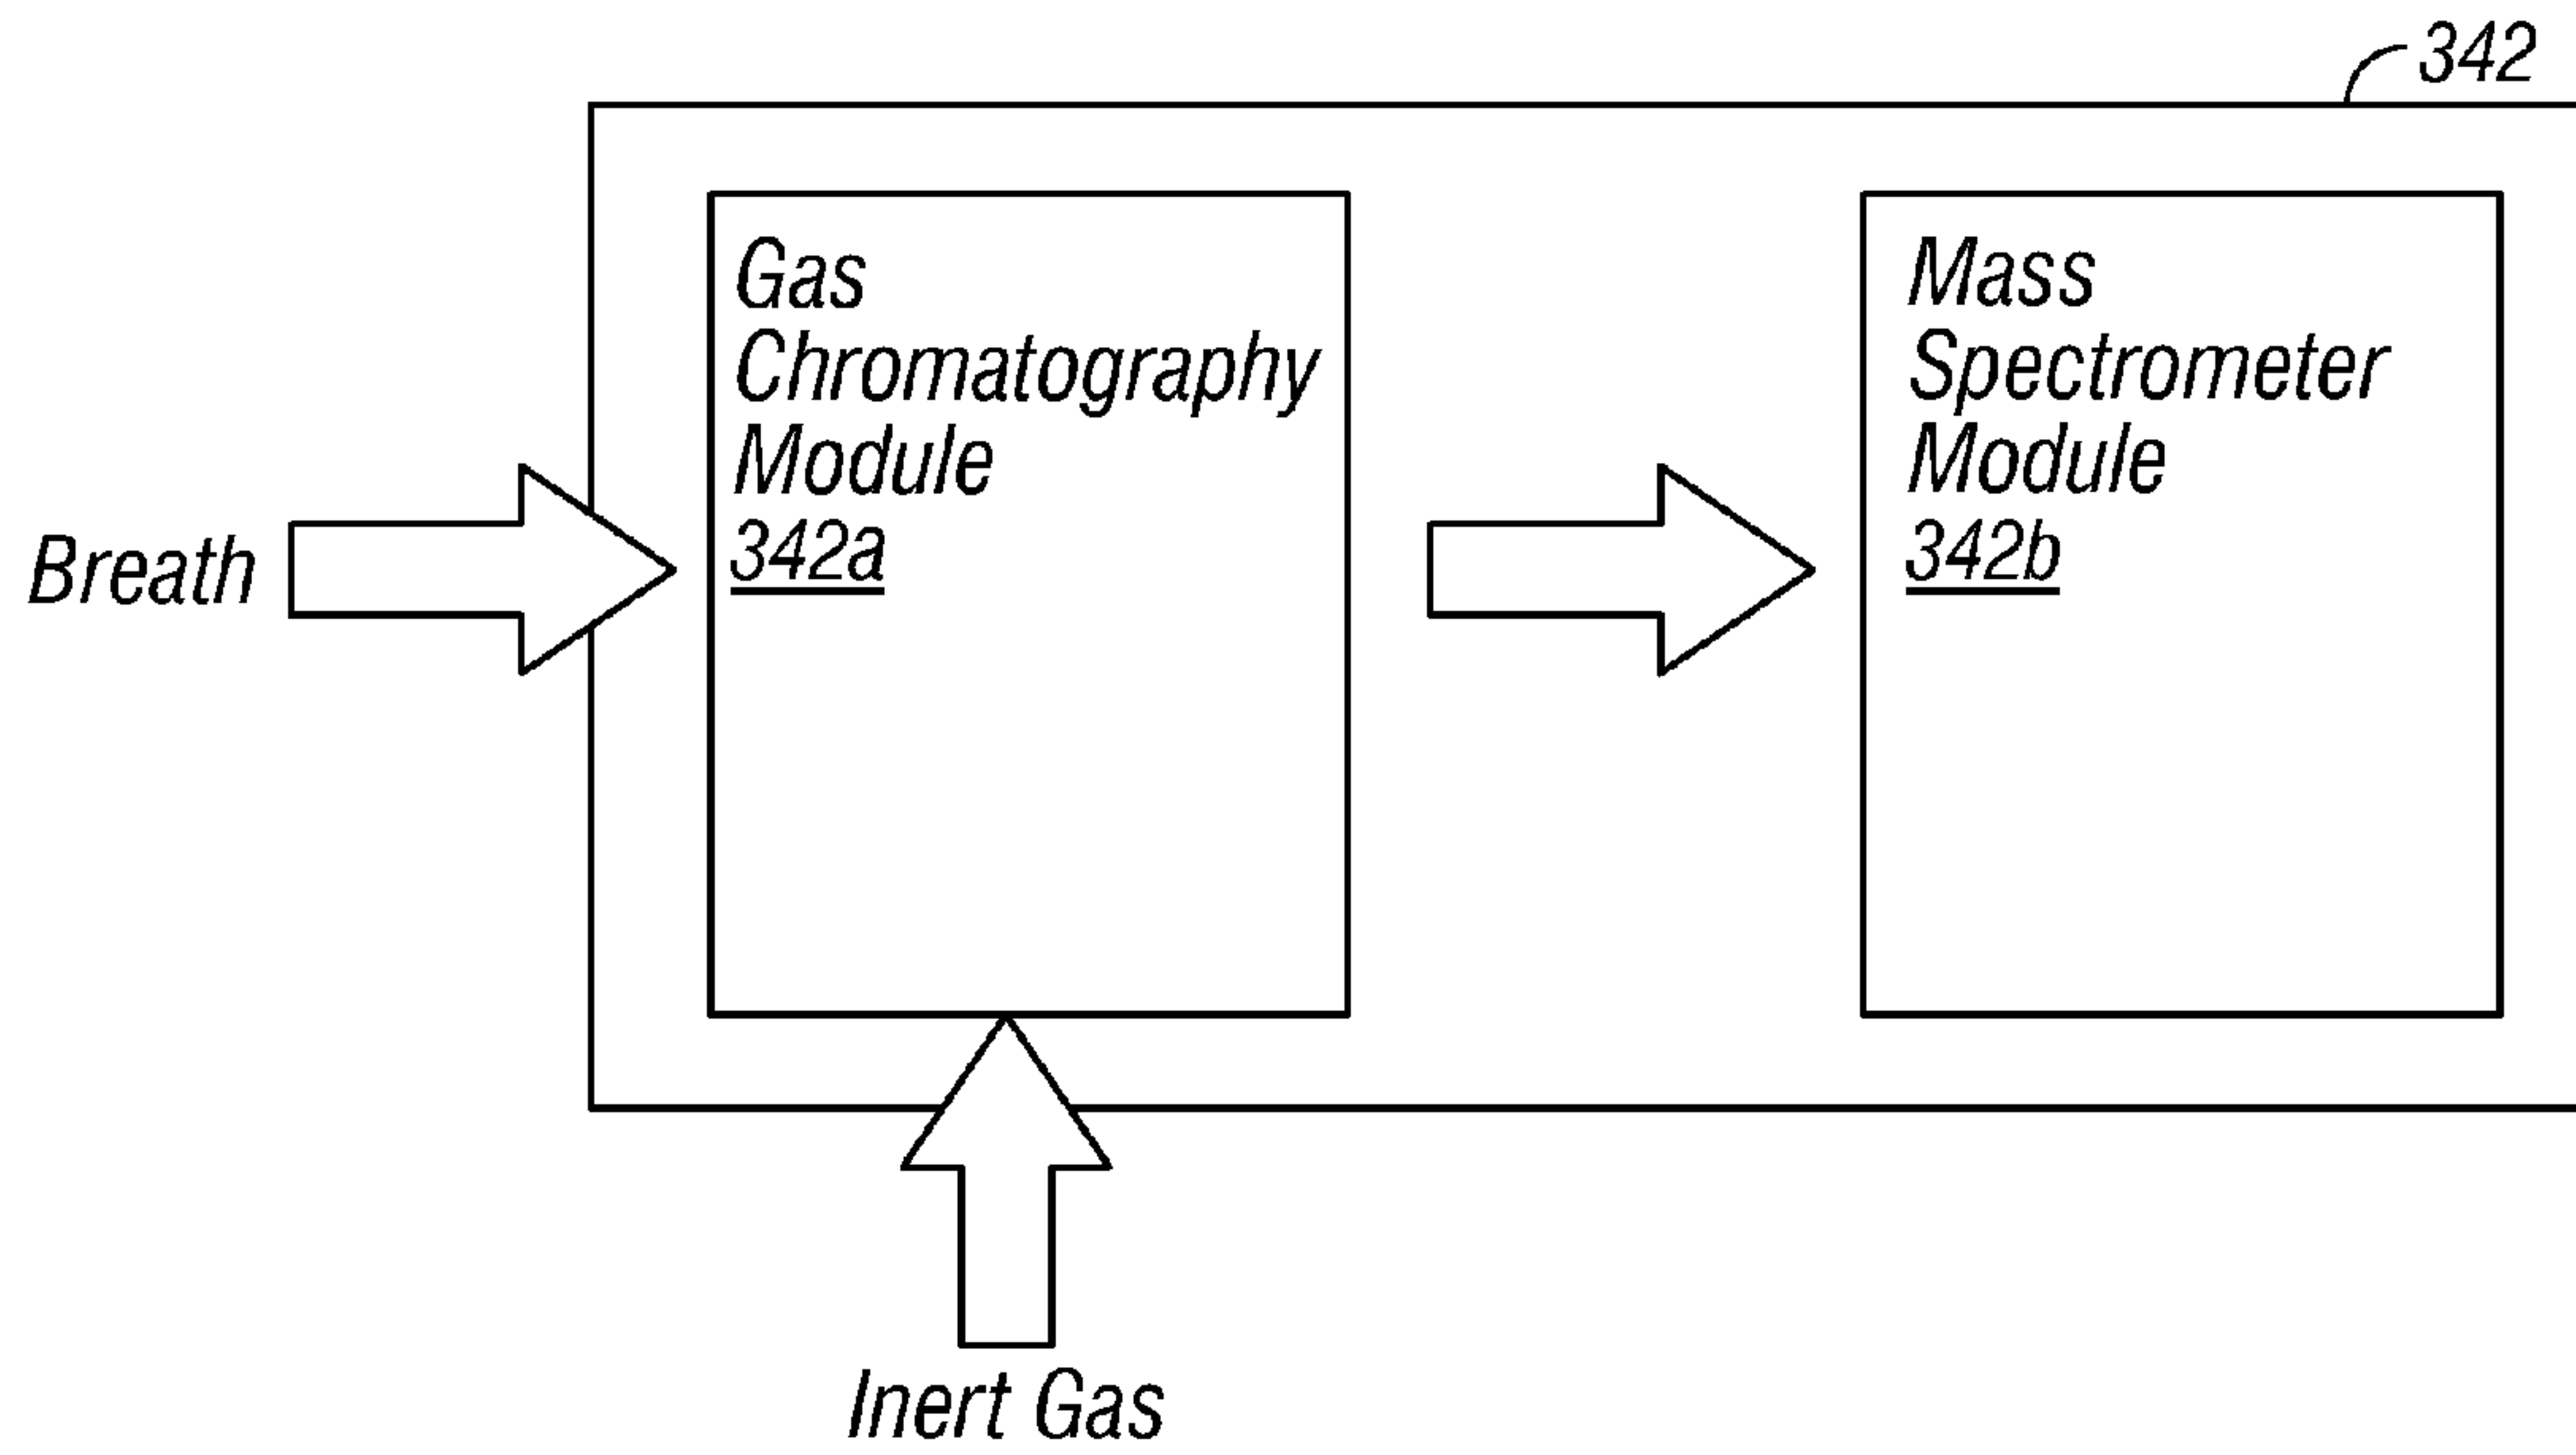 342
Gas
Chromatography
Module
342a
Mass
Spectrometer
Module
342b
Breath
Inert Gas